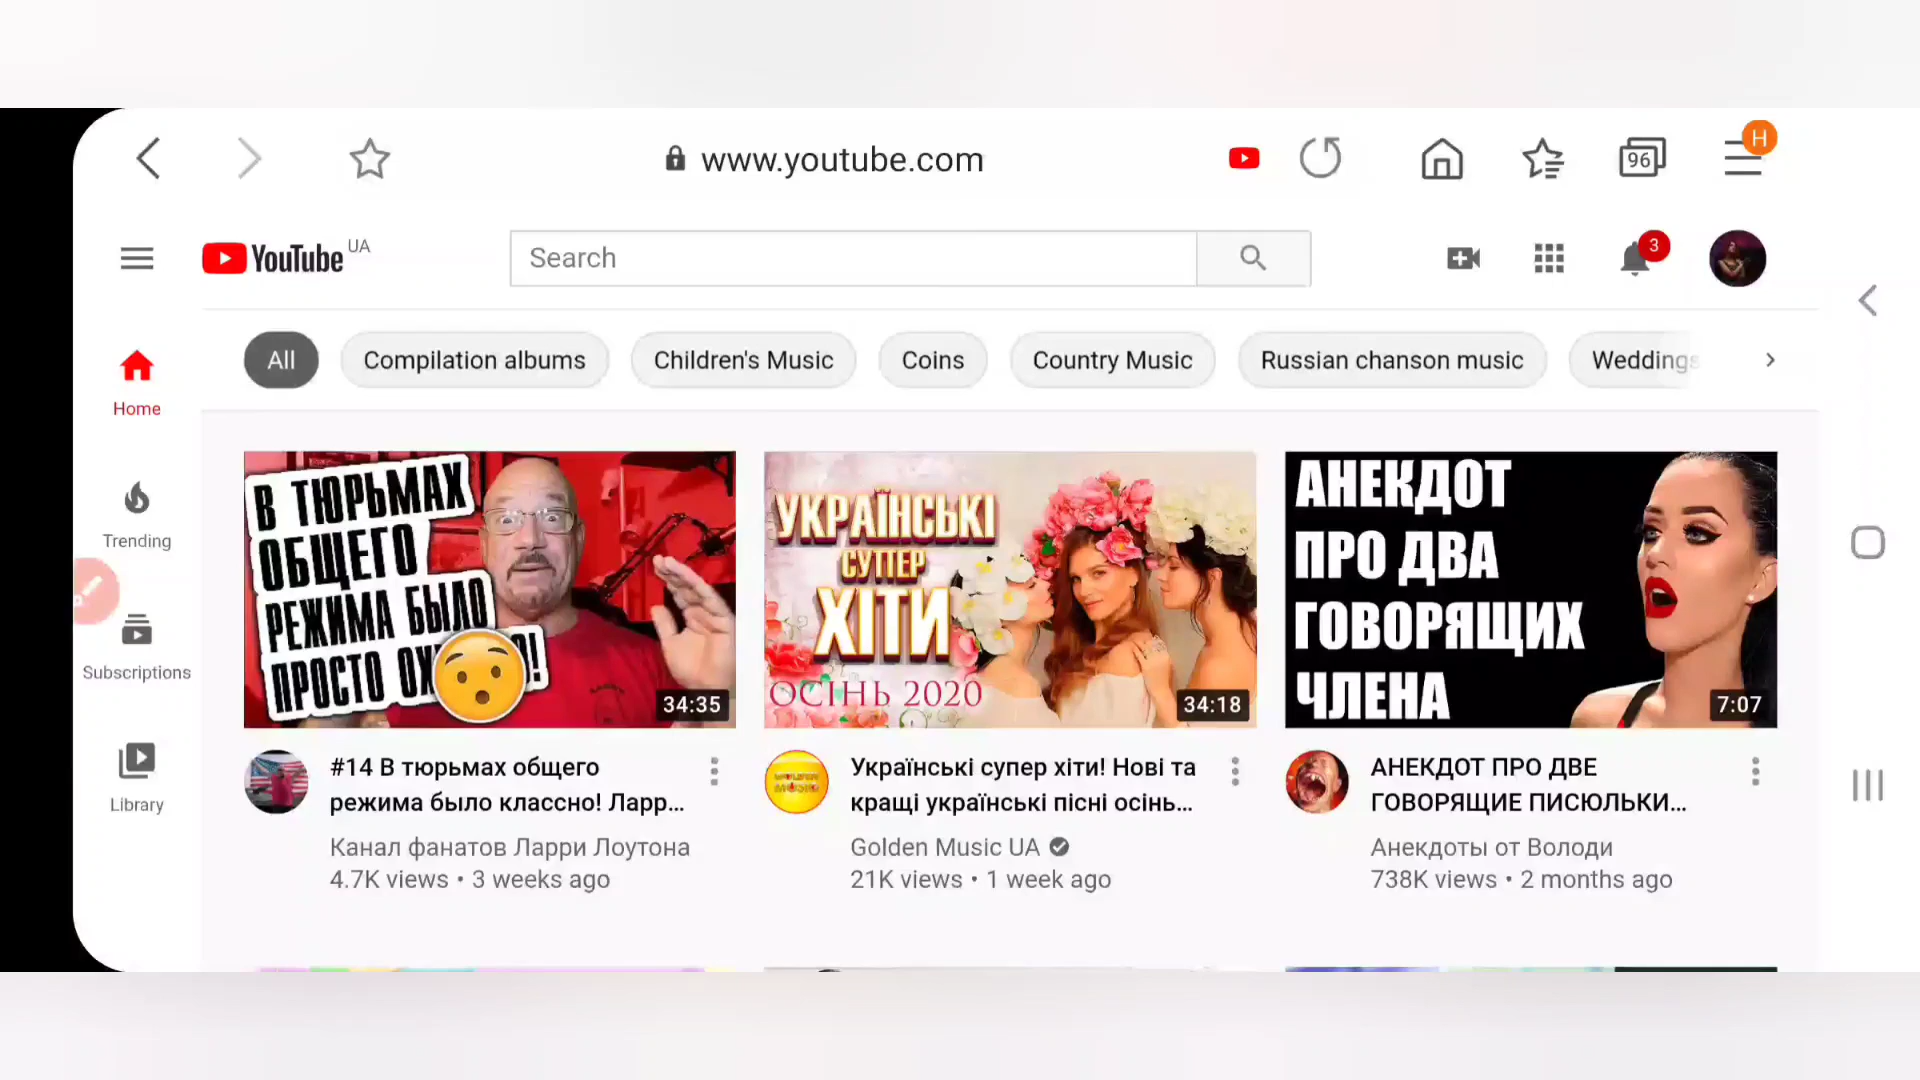 www.youtube.com
96
H
YouTube UA
Search
3
All
Compilation albums
Children's Music
Coins
Country Music
Russian chanson music
Weddings
Home
Trending
Subscriptions
Library
В ТЮРЬМАХ
ОБЩЕГО
РЕЖИМА БЫЛО
ПРОСТО
34:35
УКРАЇНСЬКІ
СУПЕР
ХІТИ
ОСІНЬ 2020
34:18
АНЕКДОТ
ПРО ДВА
ГОВОРЯЩИХ
ЧЛЕНА
7:07
#14 В тюрьмах общего
режима было классно! Ларр...
Канал фанатов Ларри Лоутона
4.7K views • 3 weeks ago
Українські супер хіти! Нові та
кращі українські пісні осінь...
Golden Music UA
21K views • 1 week ago
АНЕКДОТ ПРО ДВЕ
ГОВОРЯЩИЕ ПИСЮЛЬКИ...
Анекдоты от Володи
738K views • 2 months ago